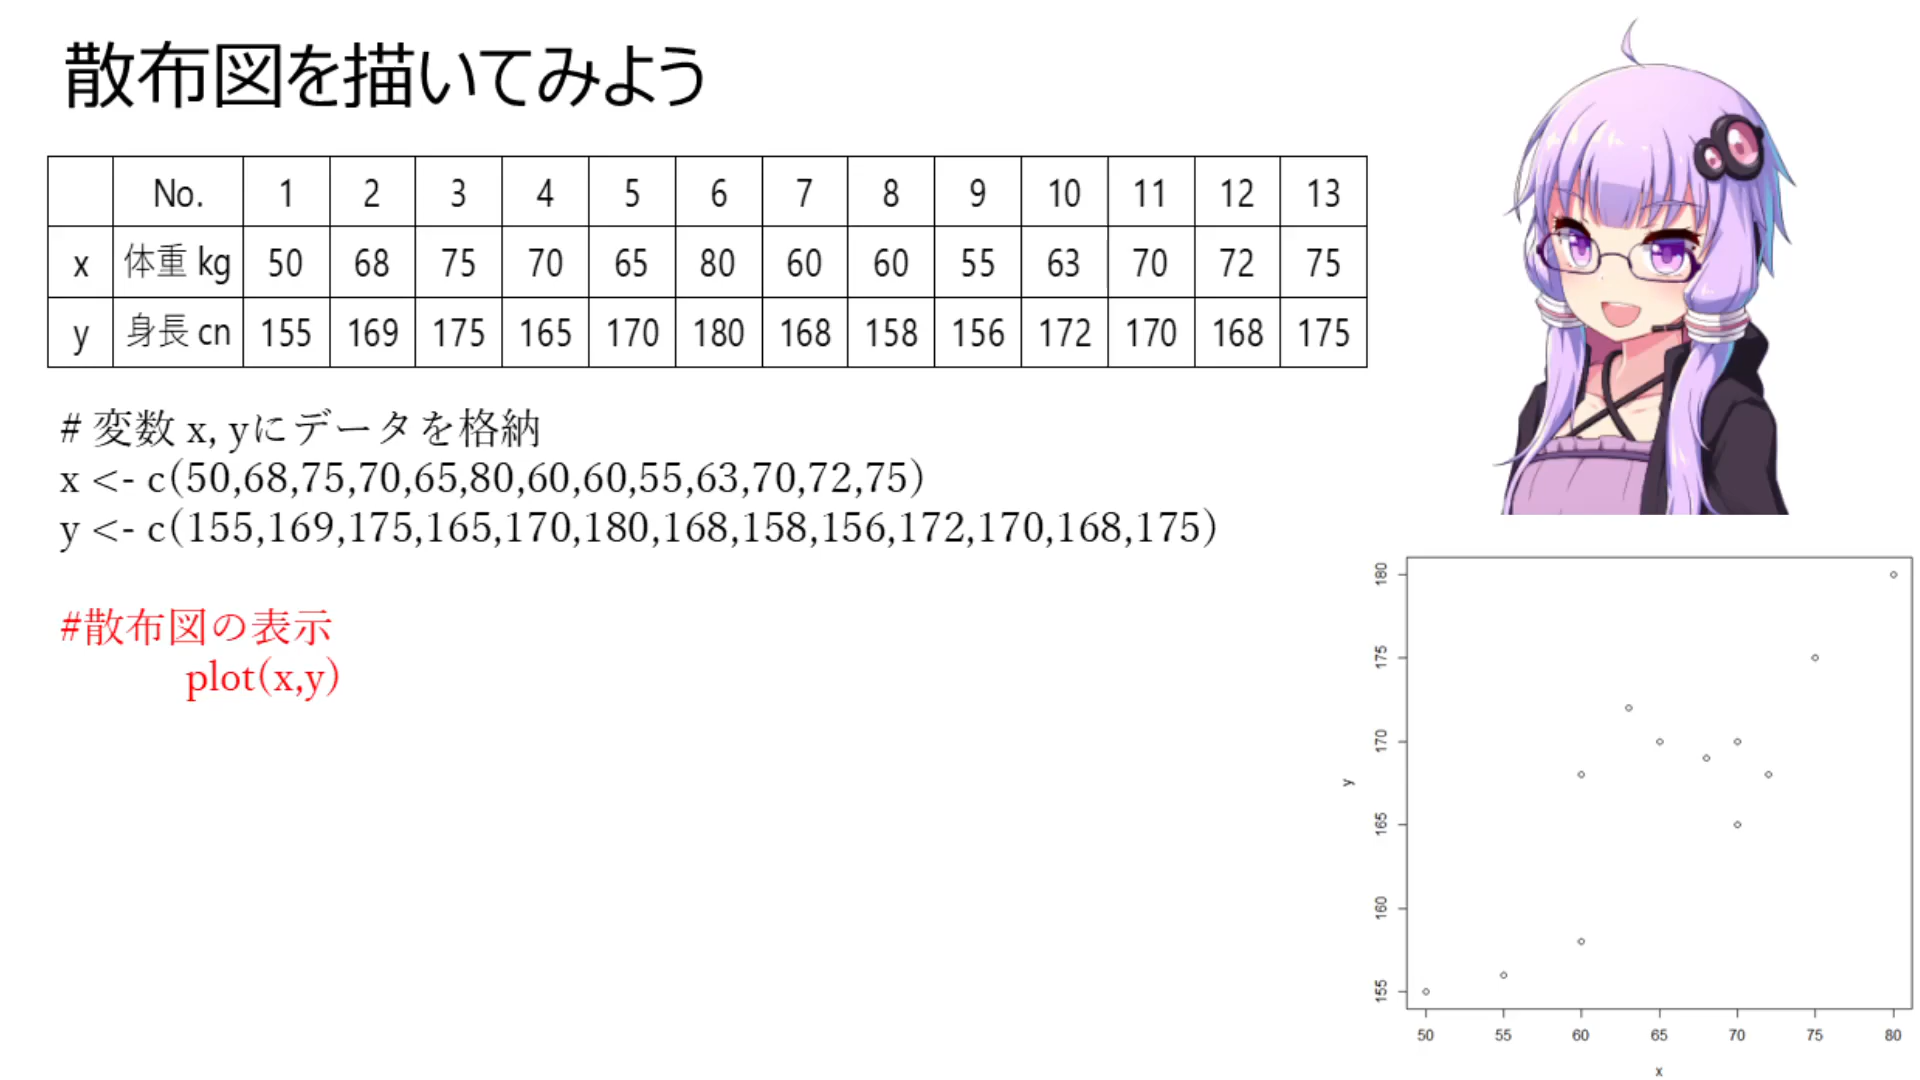 散布図を描いてみよう
No. 1 2 3 4 5 6 7 8 9 10 11 12 13
x 体重 kg 50 68 75 70 65 80 60 60 55 63 70 72 75
y 身長 cn 155 169 175 165 170 180 168 158 156 172 170 168 175
# 変数 x, yにデータを格納
x <- c(50,68,75,70,65,80,60,60,55,63,70,72,75)
y <- c(155,169,175,165,170,180,168,158,156,172,170,168,175)
#散布図の表示
plot(x,y)
180
175
170
165
160
155
y
50 55 60 65 70 75 80
x